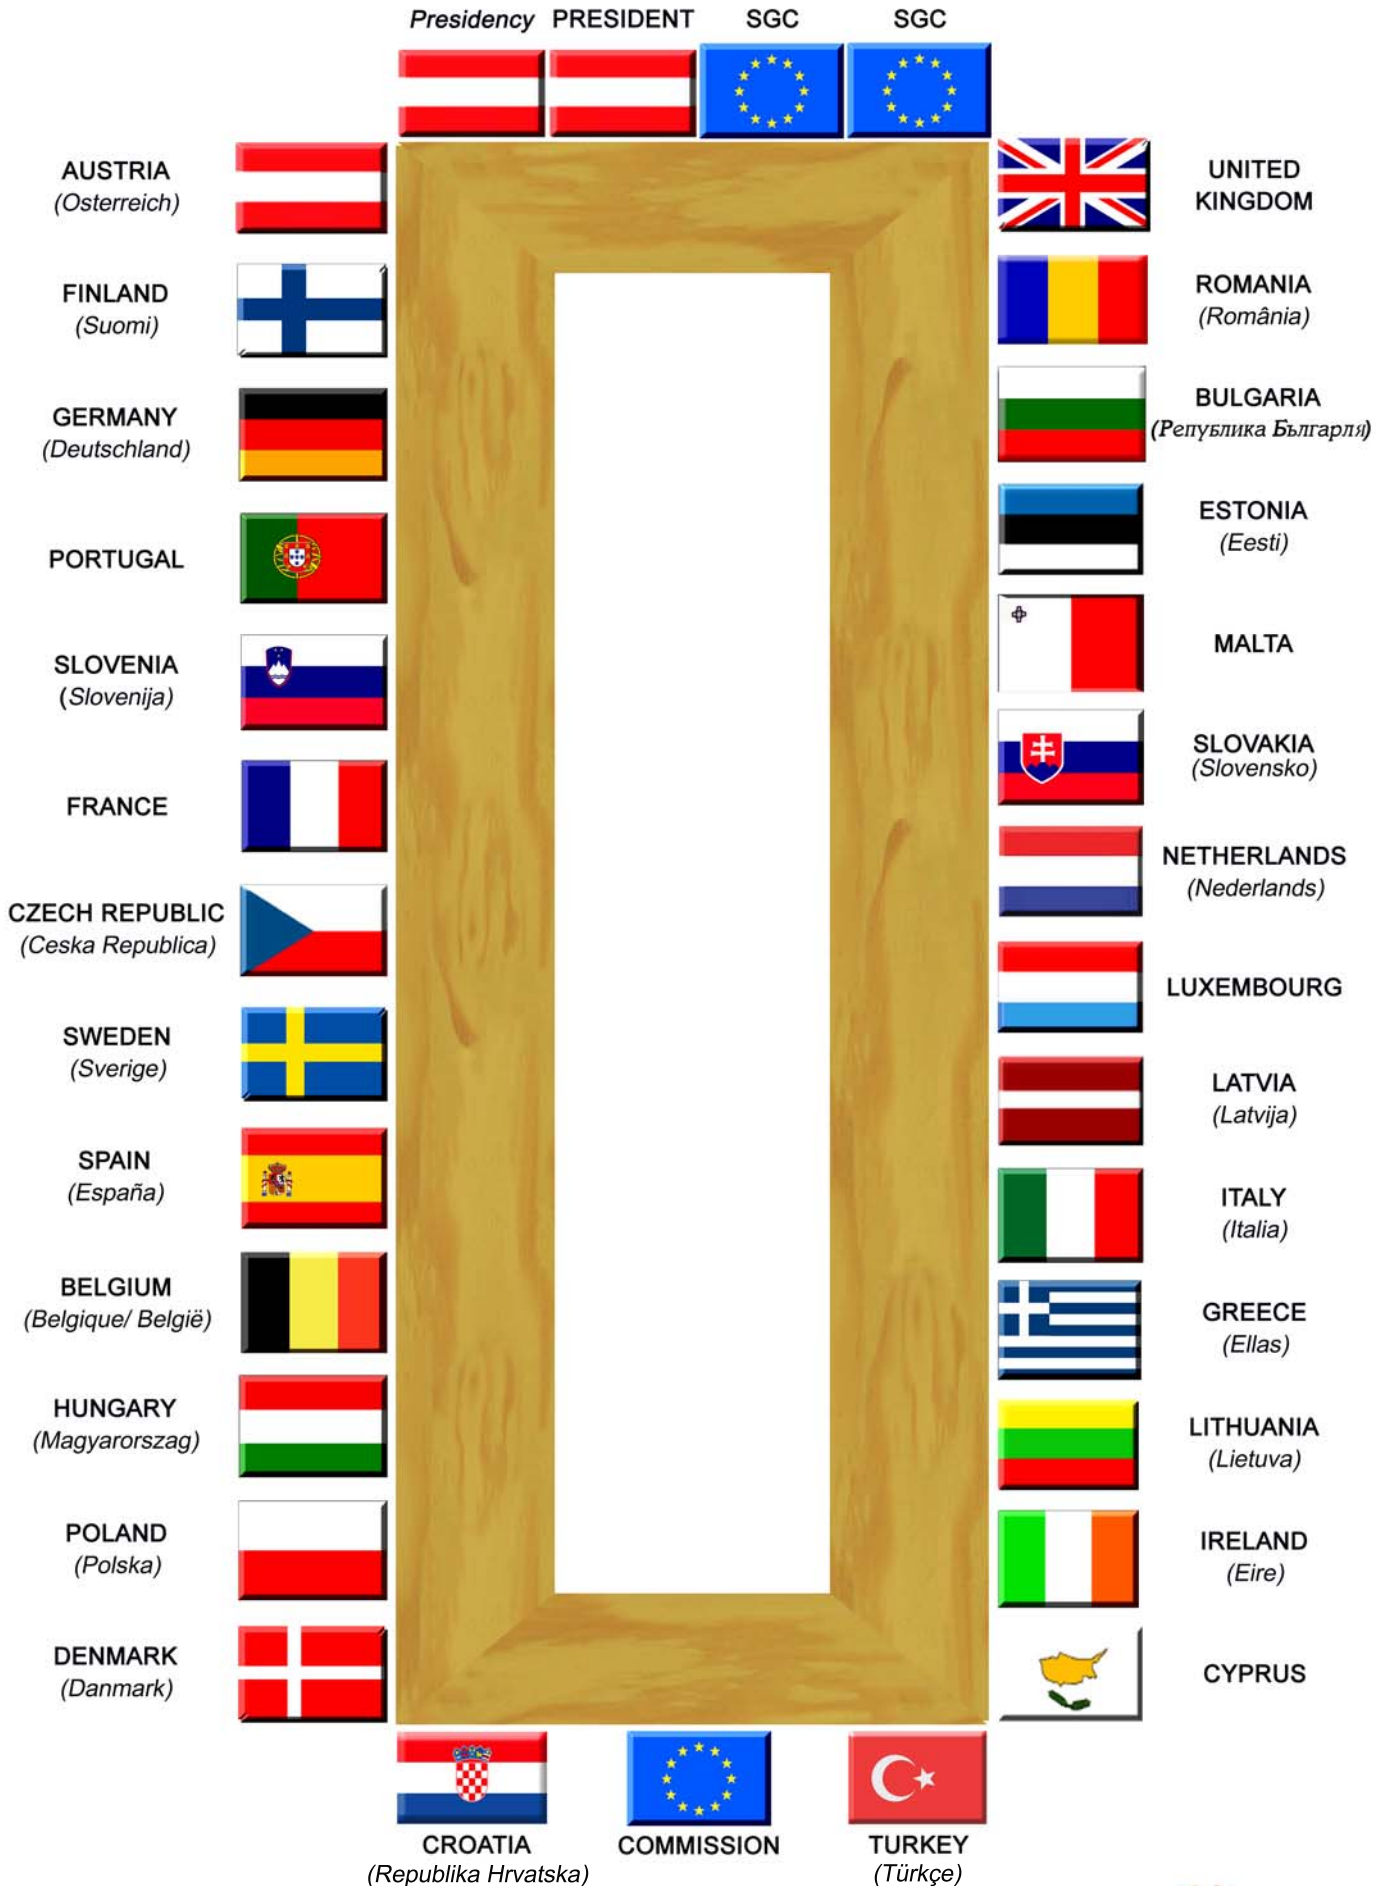 Presidency PRESIDENT SGC SGC
AUSTRIA
(Osterreich)
FINLAND
(Suomi)
GERMANY
(Deutschland)
PORTUGAL
SLOVENIA
(Slovenija)
FRANCE
CZECH REPUBLIC
(Ceska Republica)
SWEDEN
(Sverige)
SPAIN
(España)
BELGIUM
(Belgique/ België)
HUNGARY
(Magyarorszag)
POLAND
(Polska)
DENMARK
(Danmark)
UNITED
KINGDOM
ROMANIA
(România)
BULGARIA
(Република Българля)
ESTONIA
(Eesti)
MALTA
SLOVAKIA
(Slovensko)
NETHERLANDS
(Nederlands)
LUXEMBOURG
LATVIA
(Latvija)
ITALY
(Italia)
GREECE
(Ellas)
LITHUANIA
(Lietuva)
IRELAND
(Eire)
CYPRUS
CROATIA
(Republika Hrvatska)
COMMISSION
TURKEY
(Türkçe)